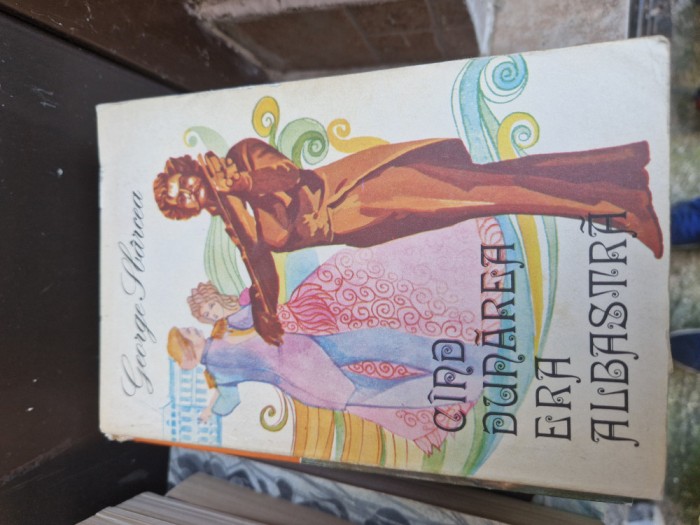 George Sbârcea
CÎND
DUNĂREA
ERA
ALBASTRĂ